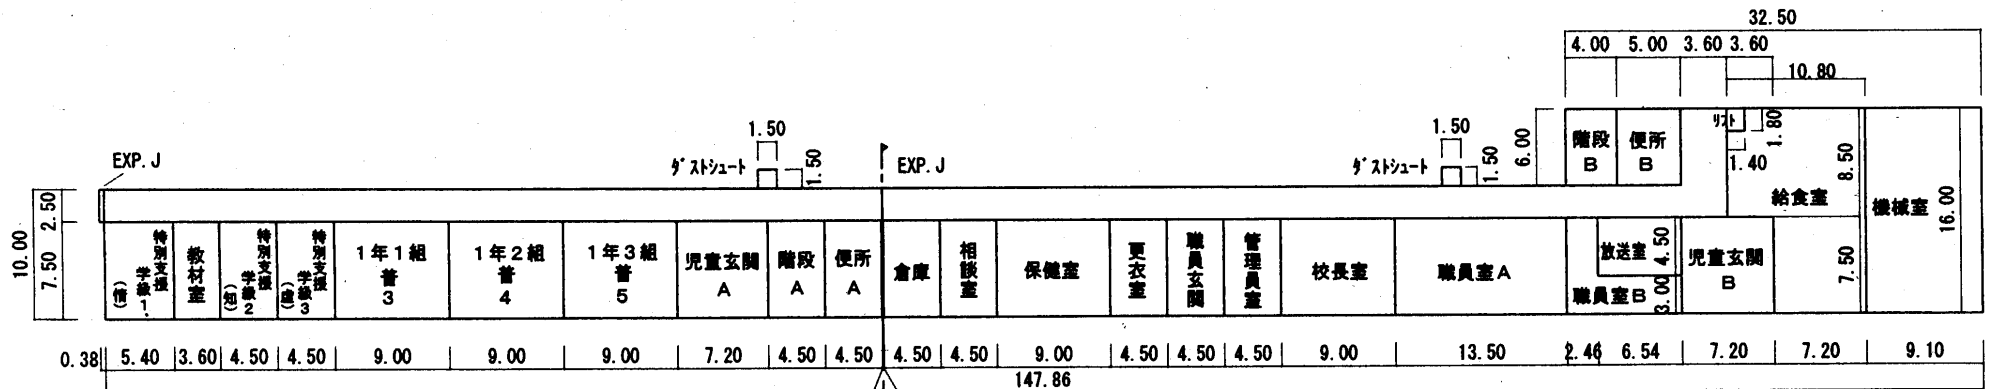 32.50
4.00 5.00 3.60 3.60
10.80
1.50
1.50
EXP.J
ダストシュート
1.50
EXP.J
ダストシュート
1.50
6.00
階段
B
便所
B
リフト
1.80
1.40
8.50
給食室
機械室
16.00
10.00
2.50
7.50
特別支援
学級1.
(情)
教材室
特別支援
学級2
(知)
特別支援
学級3
1年1組
普
3
1年2組
普
4
1年3組
普
5
児童玄関
A
階段
A
便所
A
倉庫
相談室
保健室
更衣室
職員玄関
管理員室
校長室
職員室A
放送室
4.50
職員室B
3.00
児童玄関
B
7.50
0.38 5.40 3.60 4.50 4.50 9.00 9.00 9.00 7.20 4.50 4.50 4.50 4.50 9.00 4.50 4.50 4.50 9.00 13.50 2.46 6.54 7.20 7.20 9.10
147.86